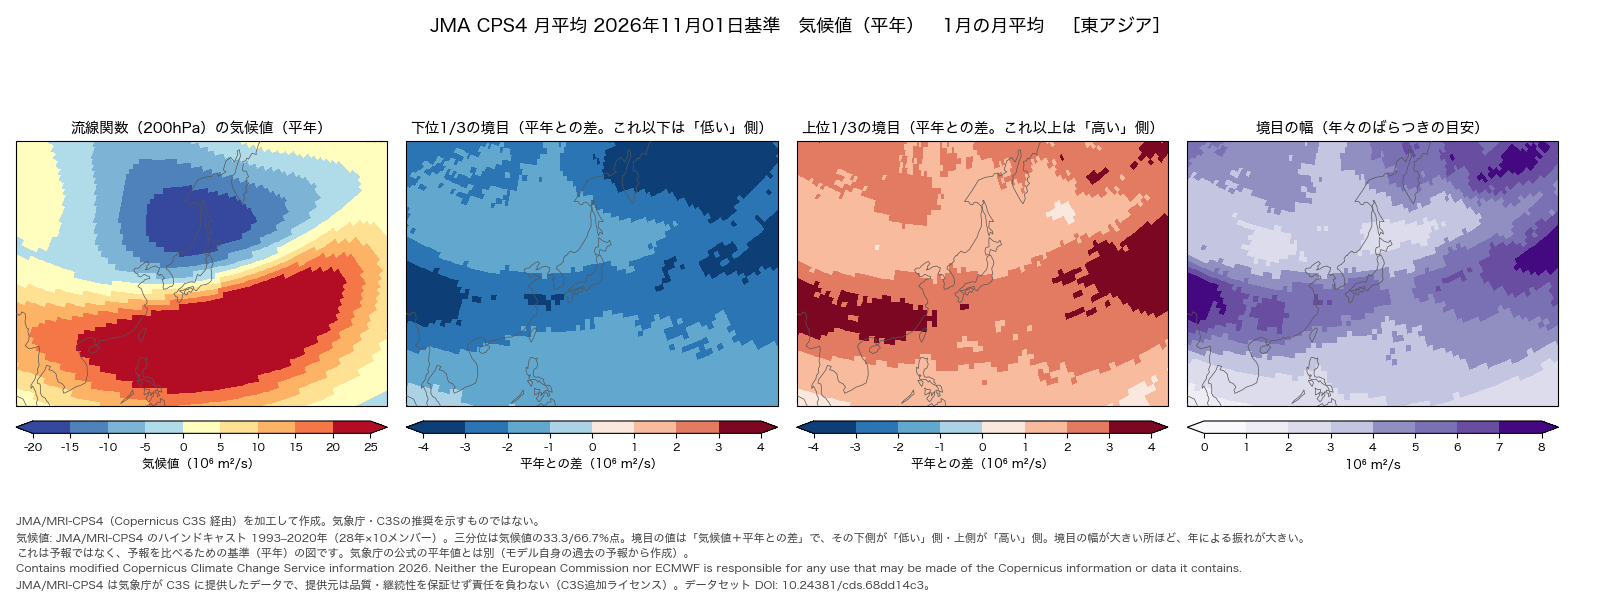 JMA CPS4 月平均 2026年11月01日基準　気候値（平年）　1月の月平均　［東アジア］
流線関数（200hPa）の気候値（平年）
下位1/3の境目（平年との差。これ以下は「低い」側）
上位1/3の境目（平年との差。これ以上は「高い」側）
境目の幅（年々のばらつきの目安）
-20 -15 -10 -5 0 5 10 15 20 25
-4 -3 -2 -1 0 1 2 3 4
-4 -3 -2 -1 0 1 2 3 4
0 1 2 3 4 5 6 7 8
気候値（10⁶ m²/s）
平年との差（10⁶ m²/s）
平年との差（10⁶ m²/s）
10⁶ m²/s
JMA/MRI-CPS4（Copernicus C3S 経由）を加工して作成。気象庁・C3Sの推奨を示すものではない。
気候値: JMA/MRI-CPS4 のハインドキャスト 1993–2020年（28年×10メンバー）。三分位は気候値の33.3/66.7%点。境目の値は「気候値＋平年との差」で、その下側が「低い」側・上側が「高い」側。境目の幅が大きい所ほど、年による振れが大きい。
これは予報ではなく、予報を比べるための基準（平年）の図です。気象庁の公式の平年値とは別（モデル自身の過去の予報から作成）。
Contains modified Copernicus Climate Change Service information 2026. Neither the European Commission nor ECMWF is responsible for any use that may be made of the Copernicus information or data it contains.
JMA/MRI-CPS4 は気象庁が C3S に提供したデータで、提供元は品質・継続性を保証せず責任を負わない（C3S追加ライセンス）。データセット DOI: 10.24381/cds.68dd14c3。